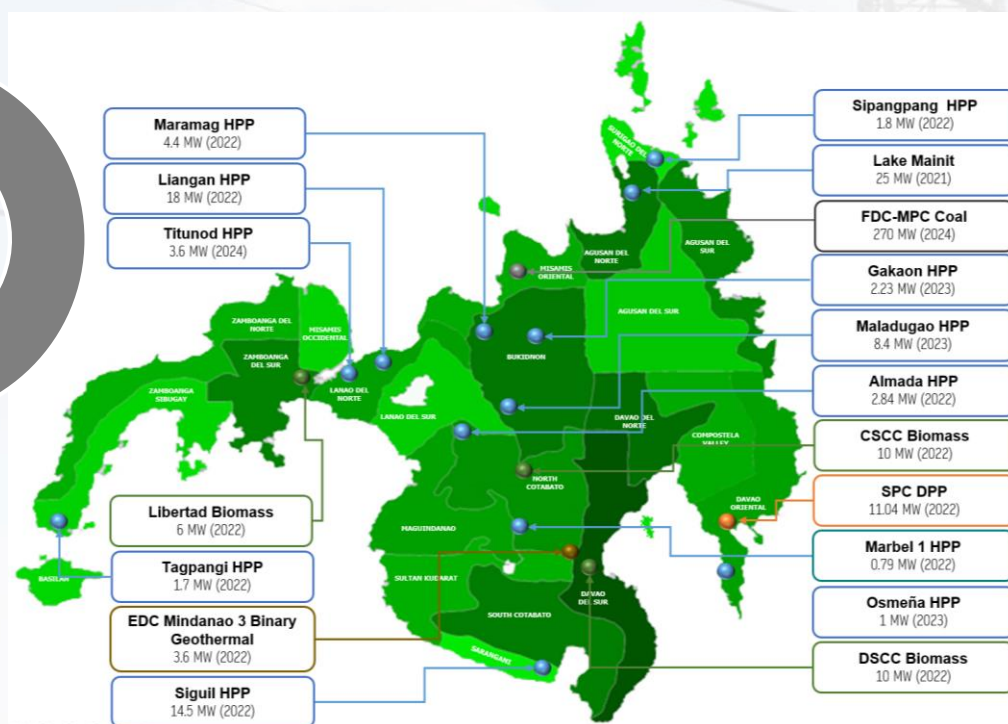 Maramag HPP
4.4 MW (2022)
Liangan HPP
18 MW (2022)
Titunod HPP
3.6 MW (2024)
Sipangpang HPP
1.8 MW (2022)
Lake Mainit
25 MW (2021)
FDC-MPC Coal
270 MW (2024)
Gakaon HPP
2.23 MW (2023)
Maladugao HPP
8.4 MW (2023)
Almada HPP
2.84 MW (2022)
CSCC Biomass
10 MW (2022)
SPC DPP
11.04 MW (2022)
Marbel 1 HPP
0.79 MW (2022)
Osmeña HPP
1 MW (2023)
DSCC Biomass
10 MW (2022)
Libertad Biomass
6 MW (2022)
Tagpangi HPP
1.7 MW (2022)
EDC Mindanao 3 Binary
Geothermal
3.6 MW (2022)
Siguil HPP
14.5 MW (2022)
SURIGAO DEL
NORTE
AGUSAN DEL
NORTE
AGUSAN DEL
SUR
MISAMIS
ORIENTAL
AGUSAN DEL SUR
ZAMBOANGA DEL
NORTE
MISAMIS
OCCIDENTAL
ZAMBOANGA
DEL SUR
BUKIDNON
ZAMBOANGA
SIBUGAY
LANAO DEL
NORTE
LANAO DEL SUR
DAVAO DEL
NORTE
COMPOSTELA
VALLEY
NORTH
COTABATO
DAVAO
ORIENTAL
MAGUINDANAO
BASILAN
SULTAN KUDARAT
DAVAO
DEL SUR
SOUTH COTABATO
SARANGANI